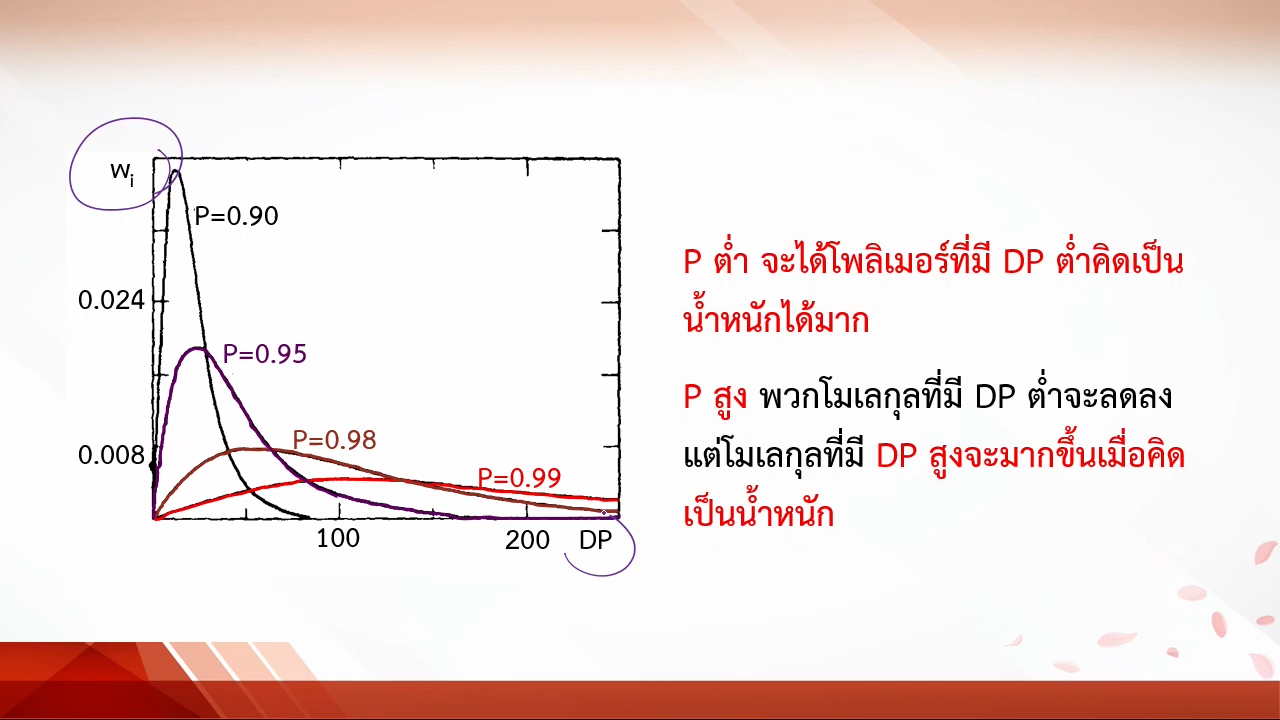 wi
P=0.90
0.024
P=0.95
P=0.98
0.008
P=0.99
100
200
DP
P ต่ำ จะได้โพลิเมอร์ที่มี DP ต่ำคิดเป็น
น้ำหนักได้มาก
P สูง พวกโมเลกุลที่มี DP ต่ำจะลดลง
แต่โมเลกุลที่มี DP สูงจะมากขึ้นเมื่อคิด
เป็นน้ำหนัก